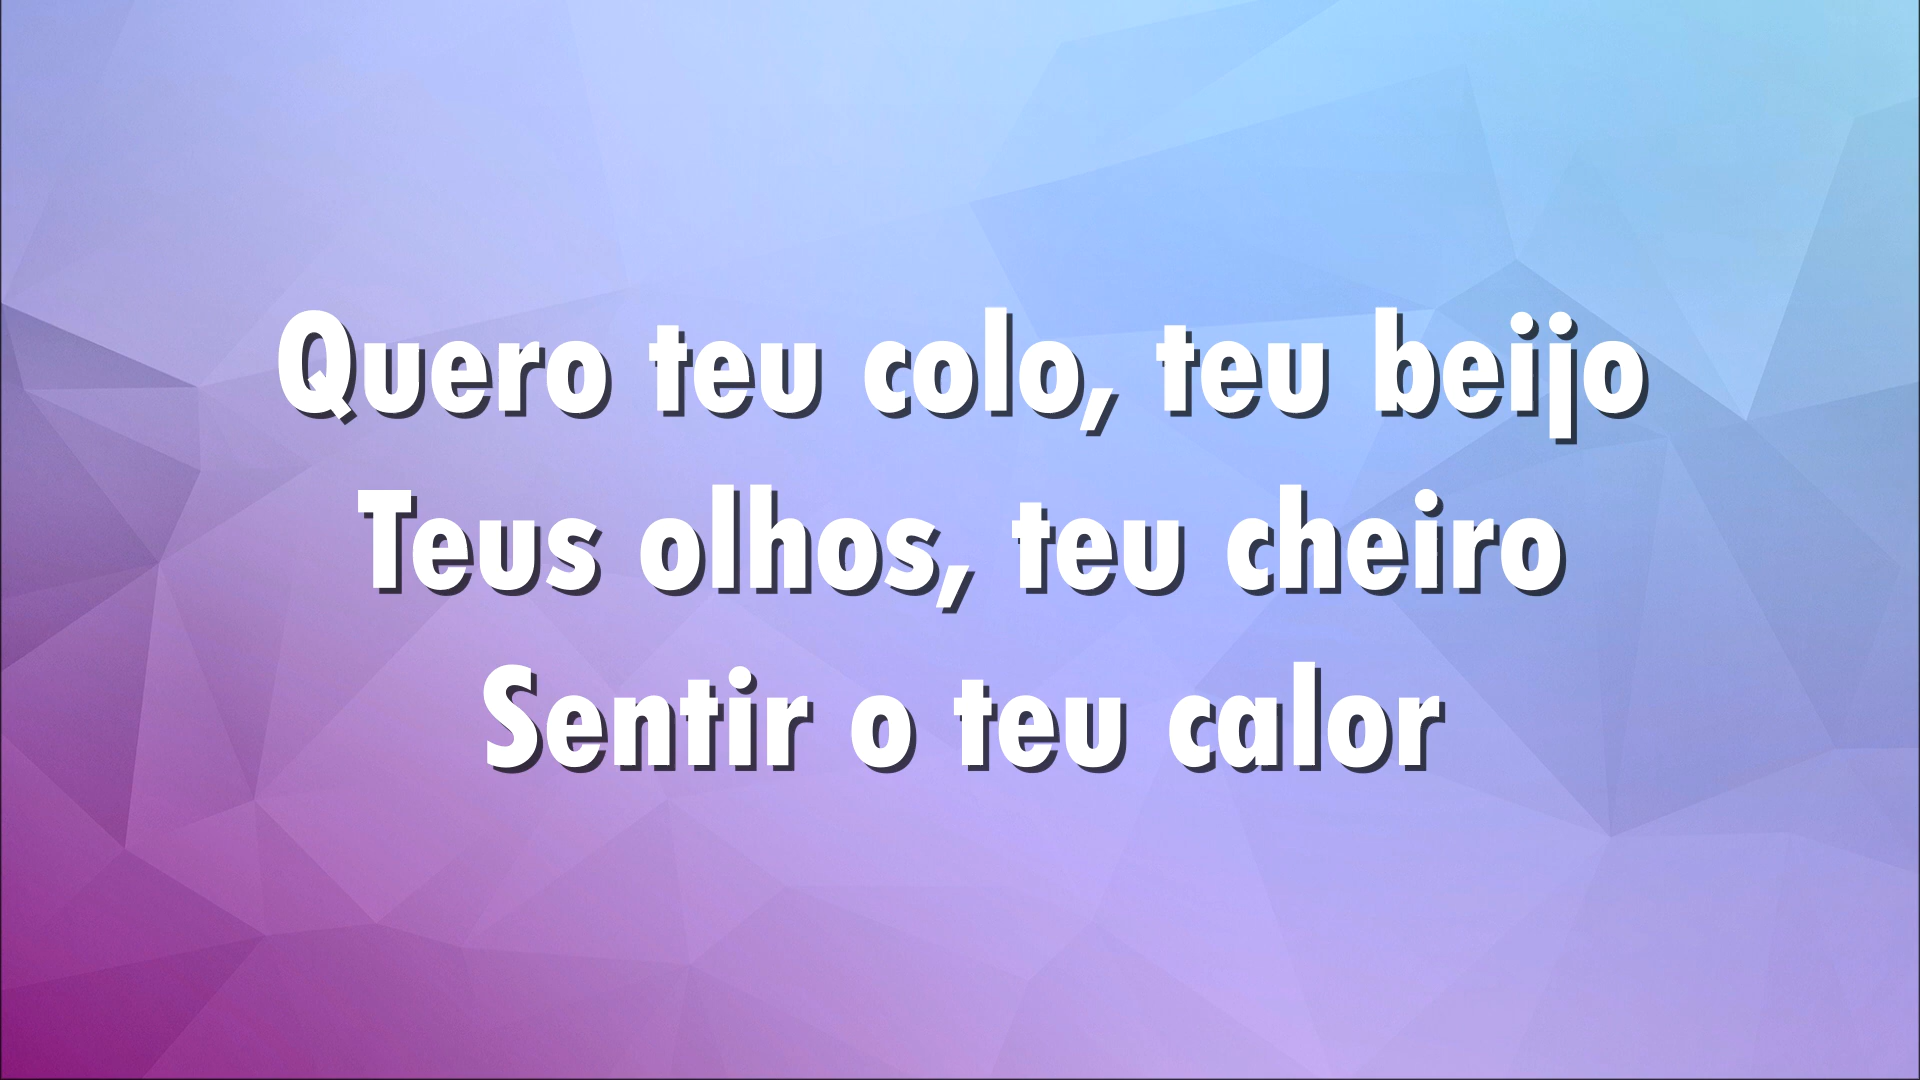 Quero teu colo, teu beijo
Teus olhos, teu cheiro
Sentir o teu calor